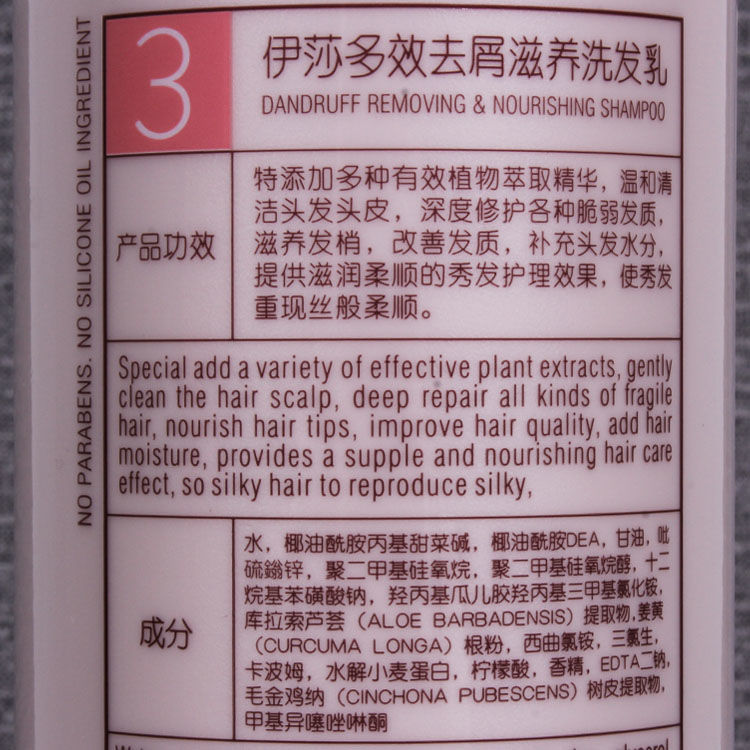 3
伊莎多效去屑滋养洗发乳
DANDRUFF REMOVING & NOURISHING SHAMPOO
产品功效
特添加多种有效植物萃取精华，温和清
洁头发头皮，深度修护各种脆弱发质，
滋养发梢，改善发质，补充头发水分，
提供滋润柔顺的秀发护理效果，使秀发
重现丝般柔顺。
Special add a variety of effective plant extracts, gently
clean the hair scalp, deep repair all kinds of fragile
hair, nourish hair tips, improve hair quality, add hair
moisture, provides a supple and nourishing hair care
effect, so silky hair to reproduce silky,
成分
水，椰油酰胺丙基甜菜碱，椰油酰胺DEA，甘油，吡
硫鎓锌，聚二甲基硅氧烷，聚二甲基硅氧烷醇，十二
烷基苯磺酸钠，羟丙基瓜儿胶羟丙基三甲基氯化铵，
库拉索芦荟（ALOE BARBADENSIS）提取物，姜黄
（CURCUMA LONGA）根粉，西曲氯铵，三氯生，
卡波姆，水解小麦蛋白，柠檬酸，香精，EDTA二钠，
毛金鸡纳（CINCHONA PUBESCENS）树皮提取物，
甲基异噻唑啉酮
NO PARABENS. NO SILICONE OIL INGREDIENT